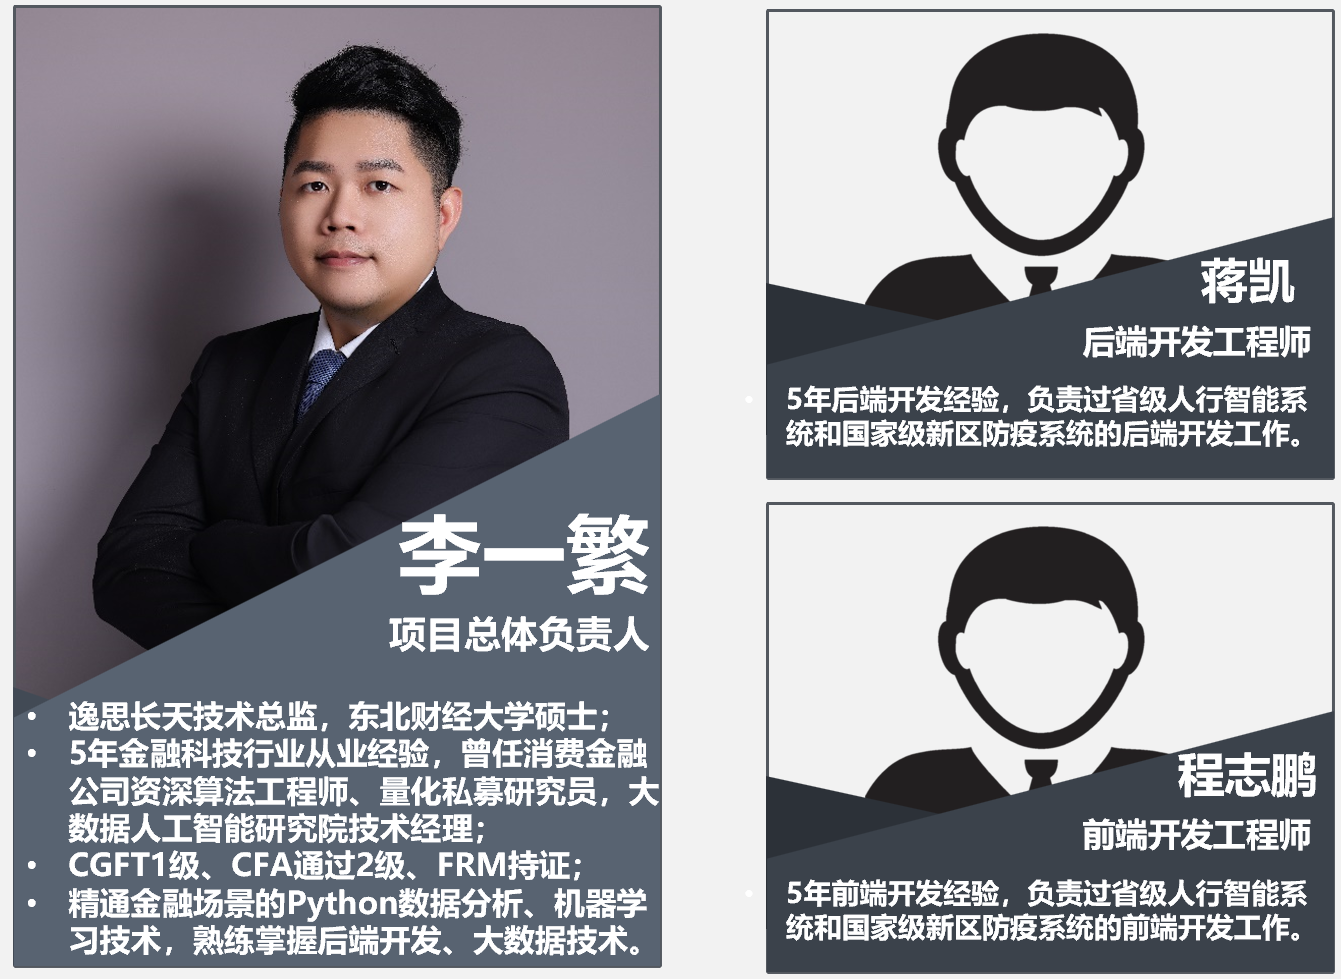 李一繁
项目总体负责人
• 逸思长天技术总监，东北财经大学硕士；
• 5年金融科技行业从业经验，曾任消费金融
公司资深算法工程师、量化私募研究员，大
数据人工智能研究院技术经理；
• CGFT1级、CFA通过2级、FRM持证；
• 精通金融场景的Python数据分析、机器学
习技术，熟练掌握后端开发、大数据技术。
蒋凯
后端开发工程师
• 5年后端开发经验，负责过省级人行智能系
统和国家级新区防疫系统的后端开发工作。
程志鹏
前端开发工程师
• 5年前端开发经验，负责过省级人行智能系
统和国家级新区防疫系统的前端开发工作。